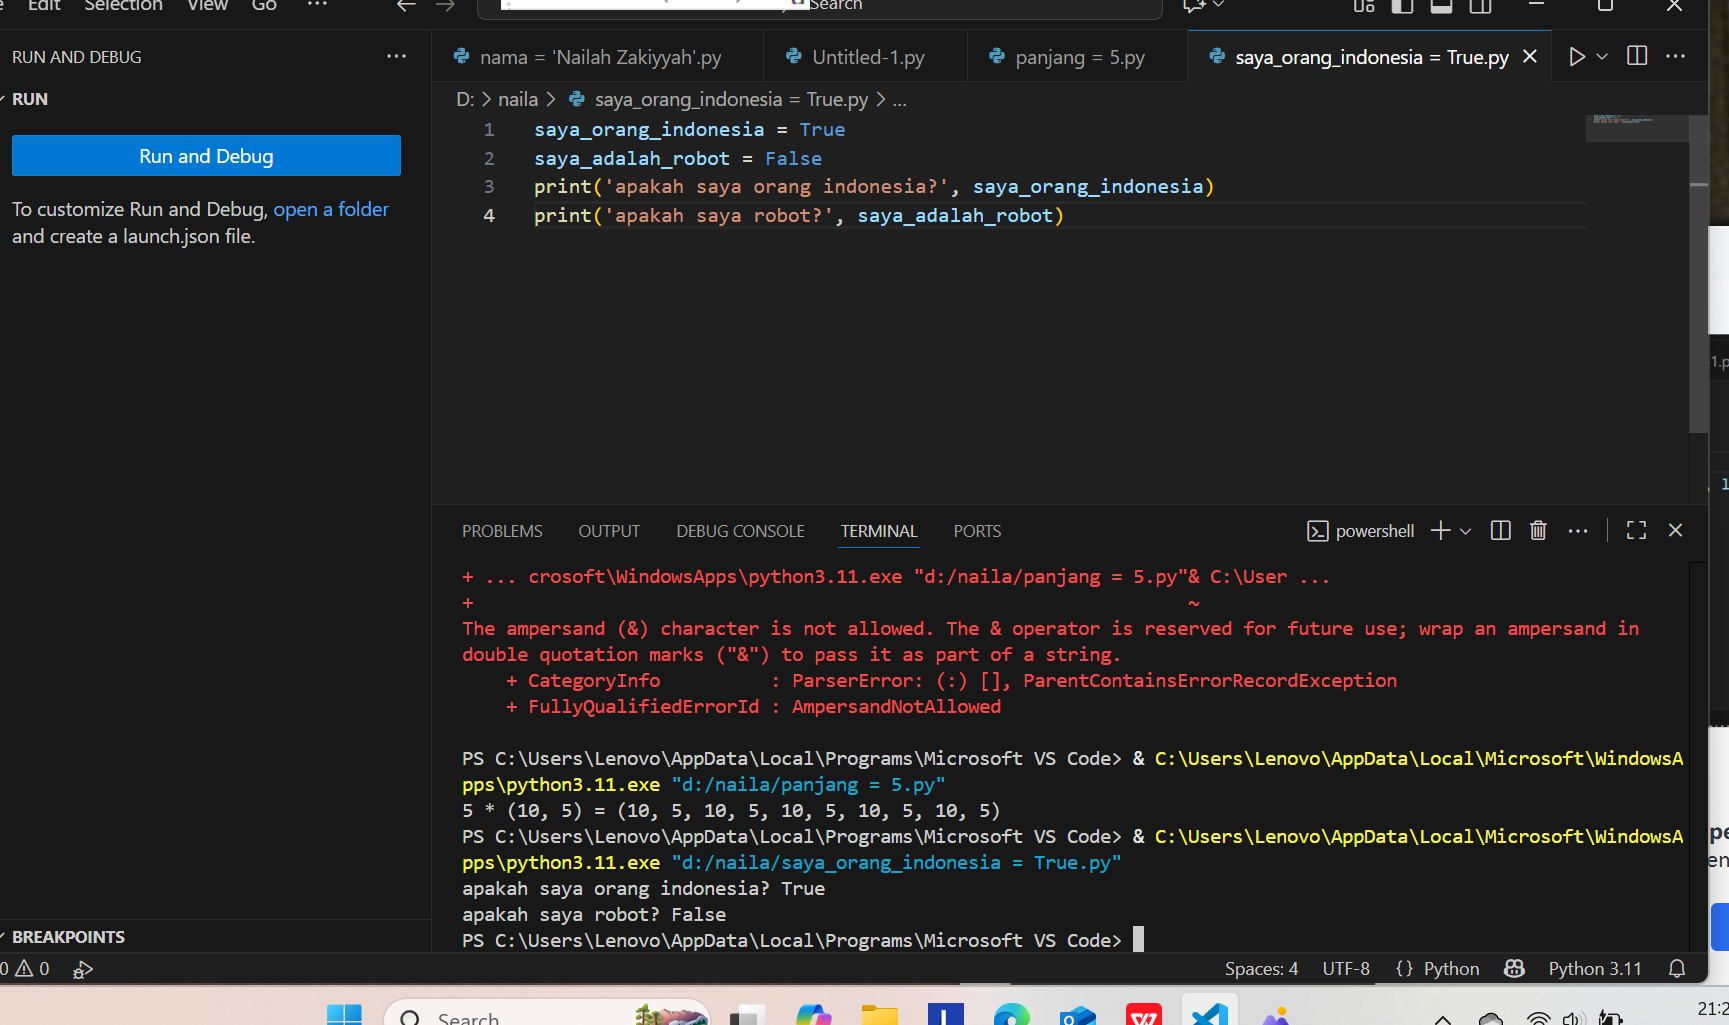 Edit Selection View Go ··· Search
RUN AND DEBUG ···
nama = 'Nailah Zakiyyah'.py
Untitled-1.py
panjang = 5.py
saya_orang_indonesia = True.py
RUN
Run and Debug
To customize Run and Debug, open a folder
and create a launch.json file.
D: > naila > saya_orang_indonesia = True.py > ...
1 saya_orang_indonesia = True
2 saya_adalah_robot = False
3 print('apakah saya orang indonesia?', saya_orang_indonesia)
4 print('apakah saya robot?', saya_adalah_robot)
PROBLEMS OUTPUT DEBUG CONSOLE TERMINAL PORTS powershell
+ ... crosoft\WindowsApps\python3.11.exe "d:/naila/panjang = 5.py"& C:\User ...
+ ~
The ampersand (&) character is not allowed. The & operator is reserved for future use; wrap an ampersand in
double quotation marks ("&") to pass it as part of a string.
+ CategoryInfo : ParserError: (:) [], ParentContainsErrorRecordException
+ FullyQualifiedErrorId : AmpersandNotAllowed
PS C:\Users\Lenovo\AppData\Local\Programs\Microsoft VS Code> & C:\Users\Lenovo\AppData\Local\Microsoft\WindowsA
pps\python3.11.exe "d:/naila/panjang = 5.py"
5 * (10, 5) = (10, 5, 10, 5, 10, 5, 10, 5, 10, 5)
PS C:\Users\Lenovo\AppData\Local\Programs\Microsoft VS Code> & C:\Users\Lenovo\AppData\Local\Microsoft\WindowsA
pps\python3.11.exe "d:/naila/saya_orang_indonesia = True.py"
apakah saya orang indonesia? True
apakah saya robot? False
PS C:\Users\Lenovo\AppData\Local\Programs\Microsoft VS Code>
BREAKPOINTS
0 0
Spaces: 4 UTF-8 {} Python Python 3.11
Search